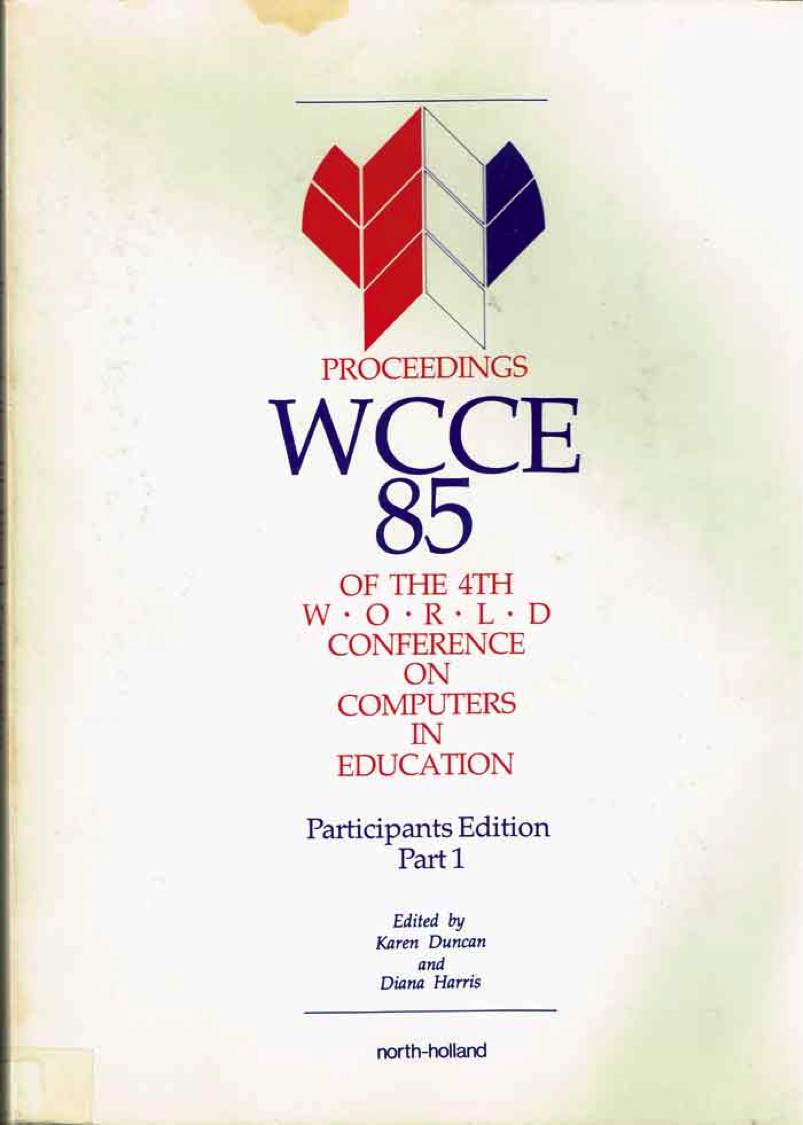 PROCEEDINGS
WCCE
85
OF THE 4TH
W · O · R · L · D
CONFERENCE
ON
COMPUTERS
IN
EDUCATION
Participants Edition
Part 1
Edited by
Karen Duncan
and
Diana Harris
north-holland